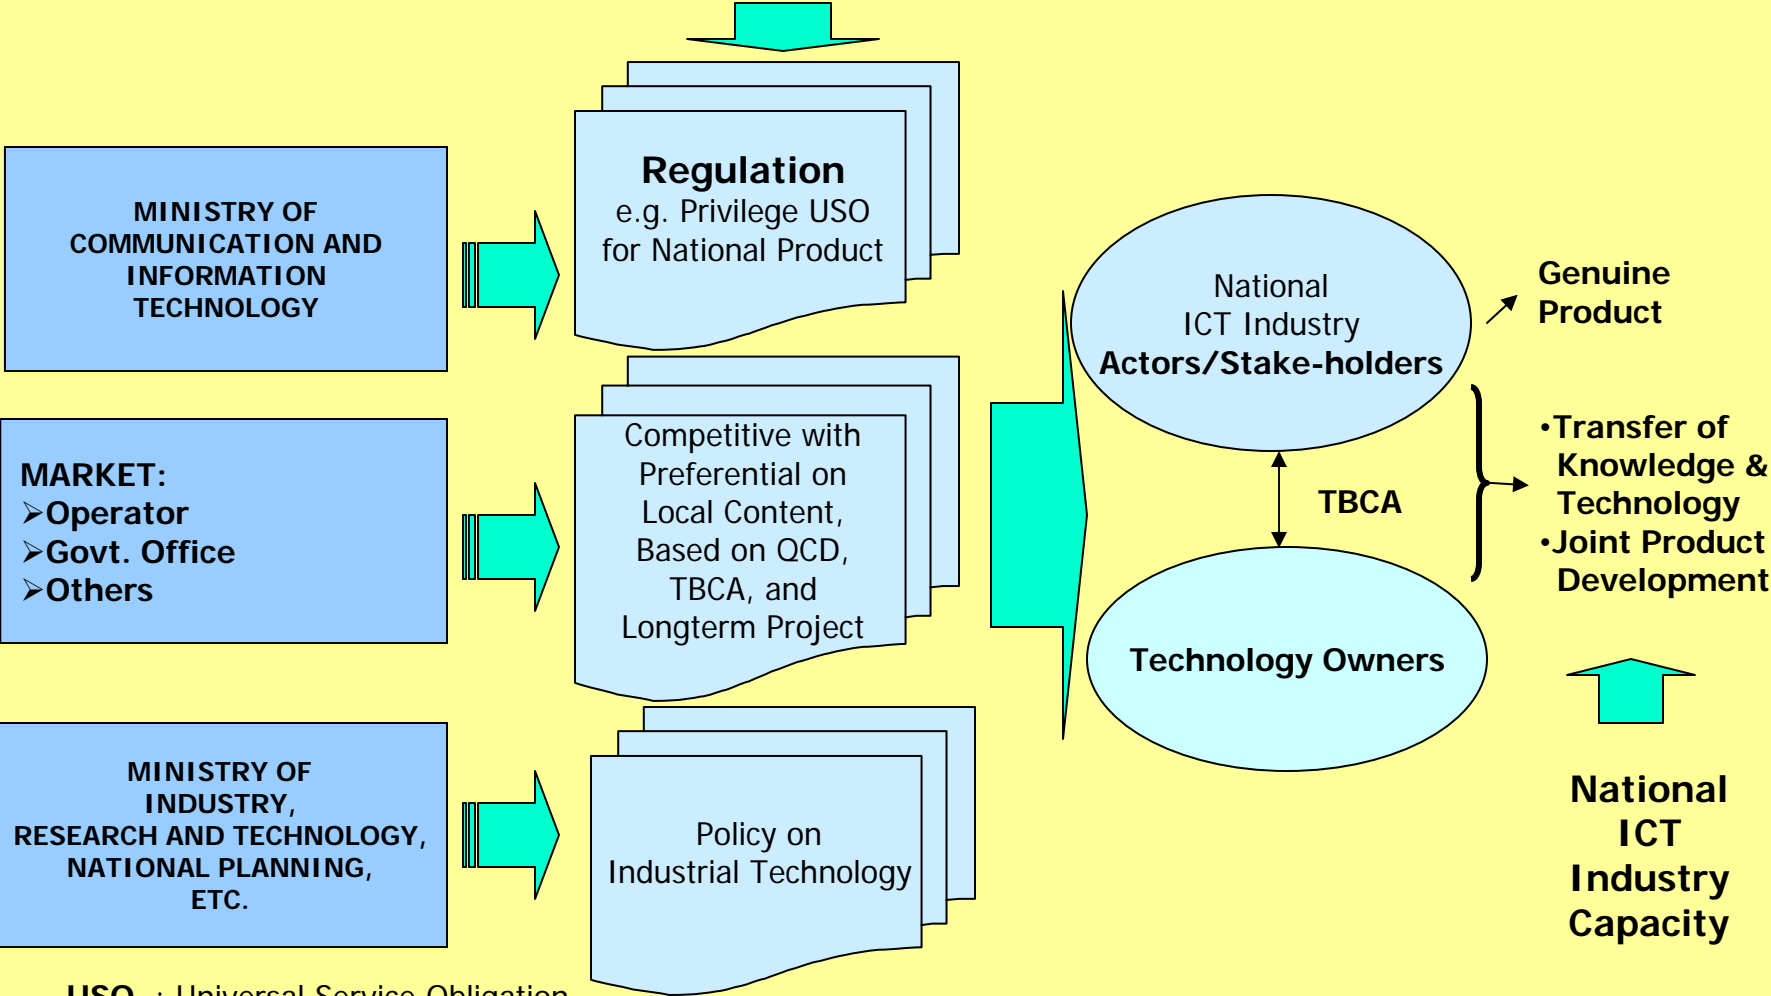 MINISTRY OF
COMMUNICATION AND
INFORMATION
TECHNOLOGY
Regulation
e.g. Privilege USO
for National Product
MARKET:
➢Operator
➢Govt. Office
➢Others
Competitive with
Preferential on
Local Content,
Based on QCD,
TBCA, and
Longterm Project
MINISTRY OF
INDUSTRY,
RESEARCH AND TECHNOLOGY,
NATIONAL PLANNING,
ETC.
Policy on
Industrial Technology
National
ICT Industry
Actors/Stake-holders
TBCA
Technology Owners
Genuine
Product
•Transfer of
Knowledge &
Technology
•Joint Product
Development
National
ICT
Industry
Capacity
USO : Universal Service Obligation